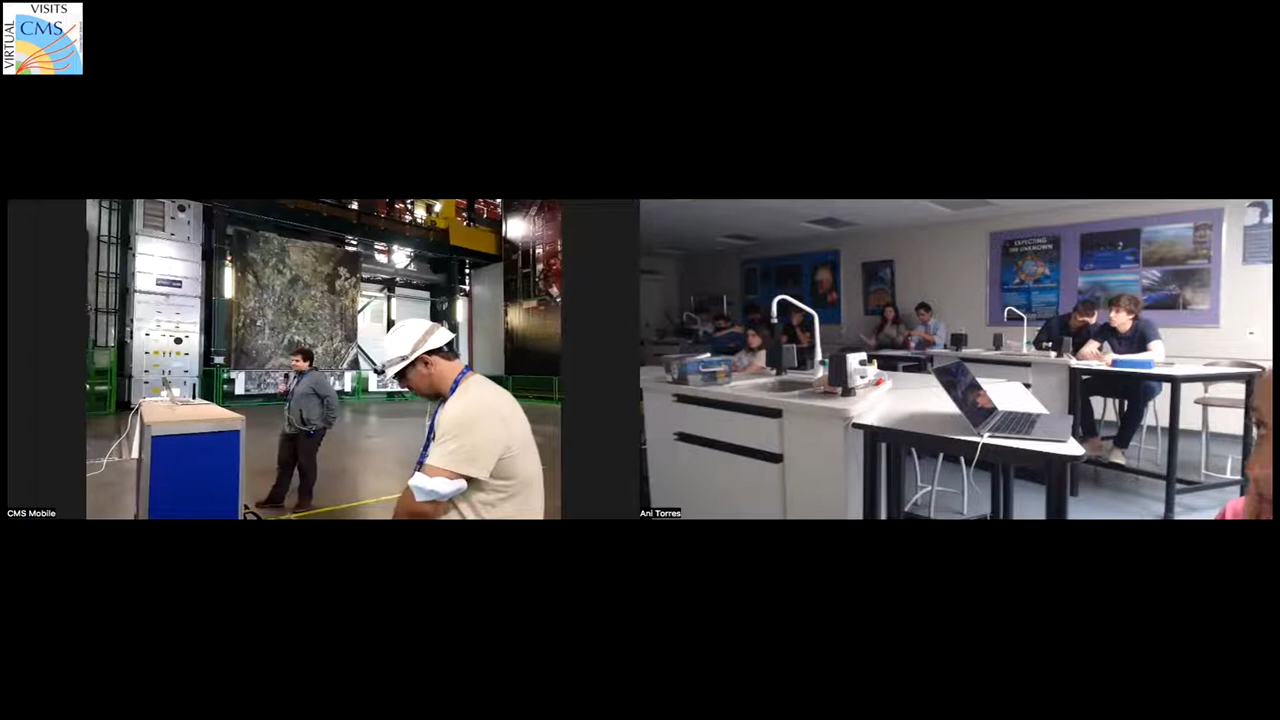 VISITS
VIRTUAL
CMS
EXPECTING
THE UNKNOWN
CMS Mobile
Ani Torres